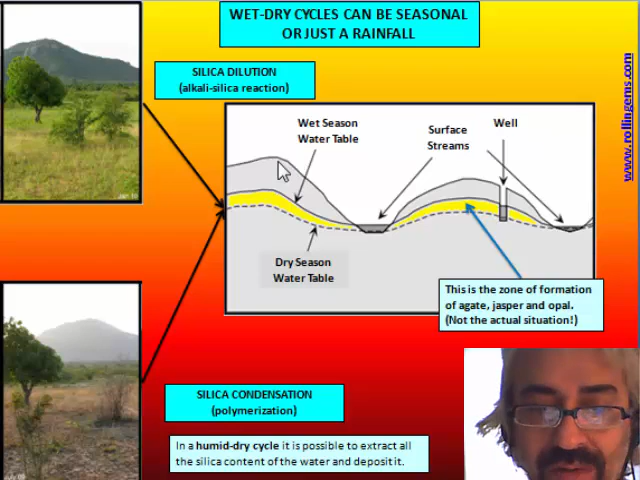 WET-DRY CYCLES CAN BE SEASONAL
OR JUST A RAINFALL
SILICA DILUTION
(alkali-silica reaction)
www.rollingems.com
Wet Season
Water Table
Surface
Streams
Well
Dry Season
Water Table
This is the zone of formation
of agate, jasper and opal.
(Not the actual situation!)
SILICA CONDENSATION
(polymerization)
In a humid-dry cycle it is possible to extract all
the silica content of the water and deposit it.